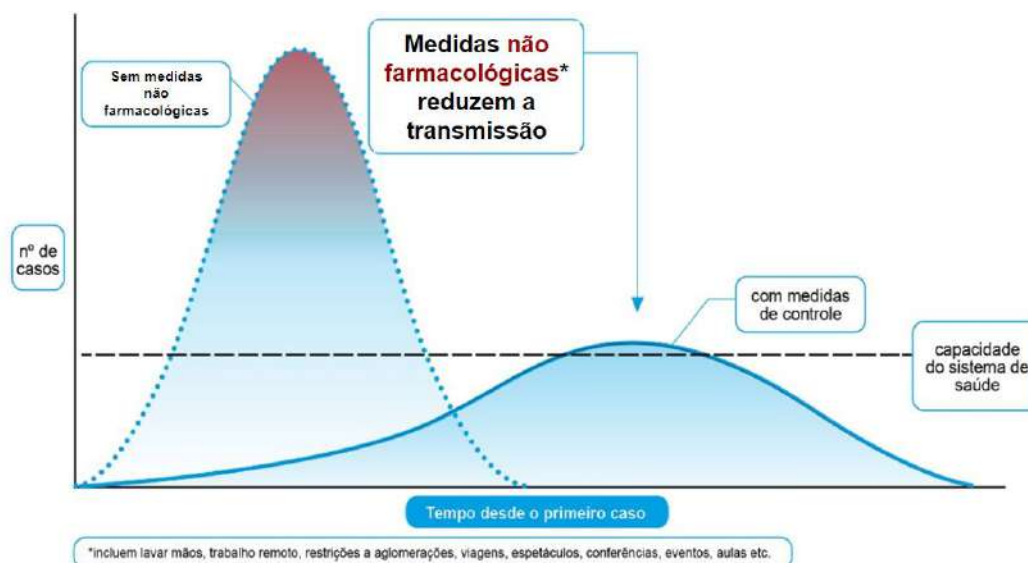 Sem medidas
não
farmacológicas
Medidas não
farmacológicas*
reduzem a
transmissão
nº de
casos
com medidas
de controle
capacidade
do sistema de
saúde
Tempo desde o primeiro caso
*incluem lavar mãos, trabalho remoto, restrições a aglomerações, viagens, espetáculos, conferências, eventos, aulas etc.